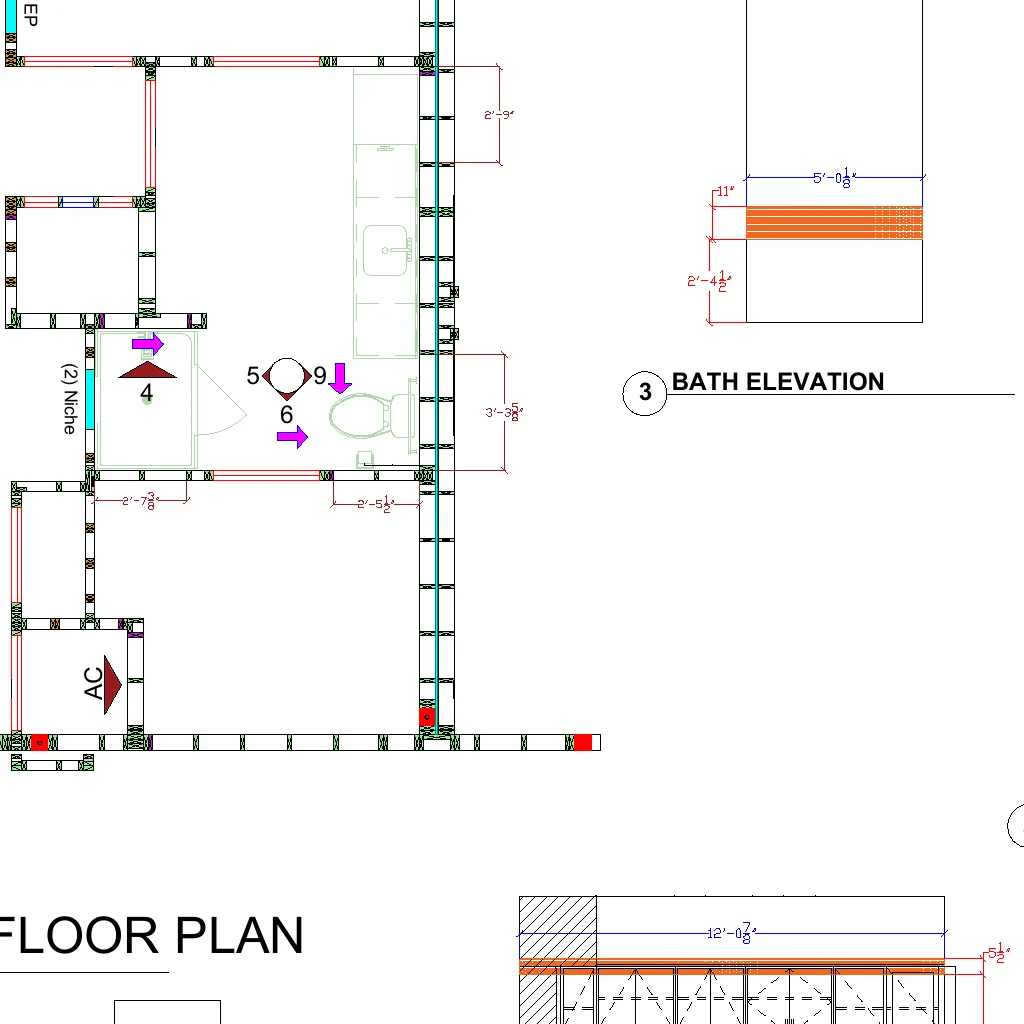 EP
2'-9"
5'-0 1/8"
11"
2'-4 1/2"
3 BATH ELEVATION
(2) Niche
4
5 9
6
3'-3 5/8"
2'-7 3/8"
2'-5 1/2"
AC
FLOOR PLAN
12'-0 7/8"
5 1/2"